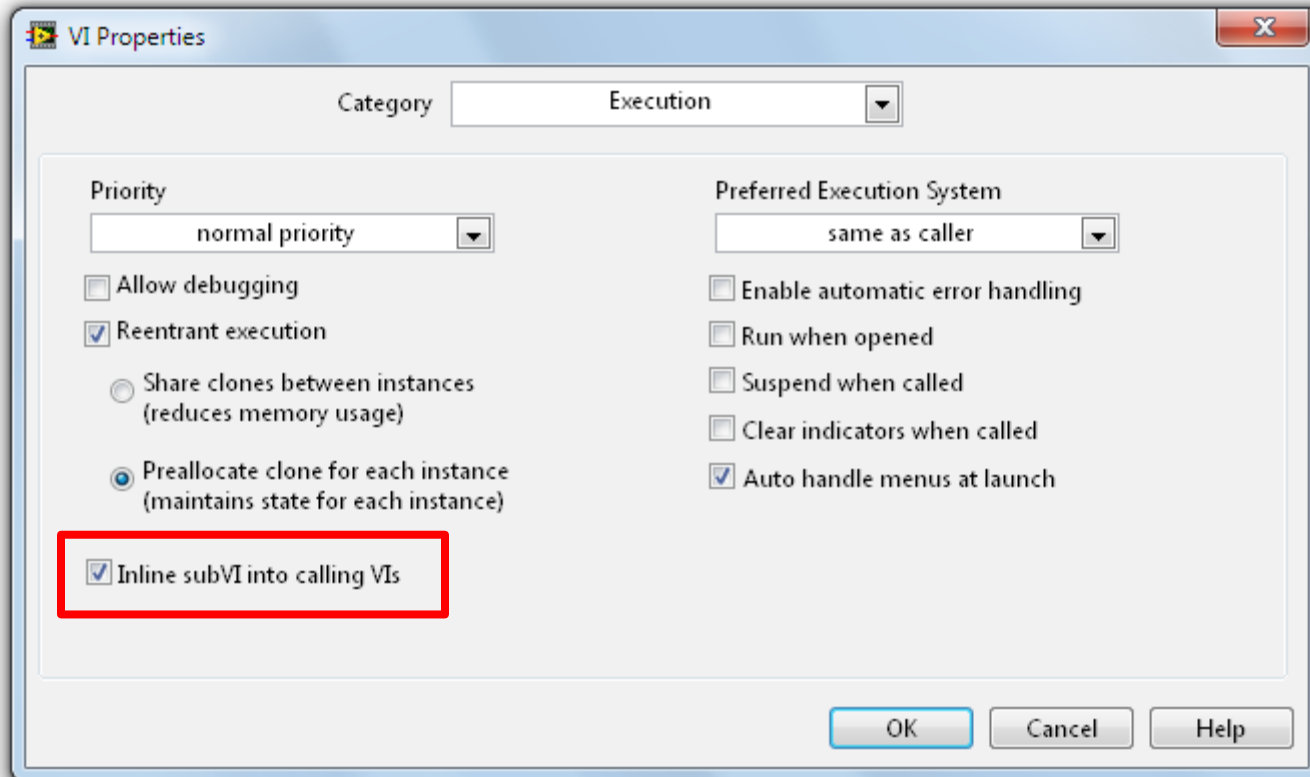 VI Properties
Category
Execution
Priority
normal priority
Allow debugging
Reentrant execution
Share clones between instances
(reduces memory usage)
Preallocate clone for each instance
(maintains state for each instance)
Inline subVI into calling VIs
Preferred Execution System
same as caller
Enable automatic error handling
Run when opened
Suspend when called
Clear indicators when called
Auto handle menus at launch
OK
Cancel
Help